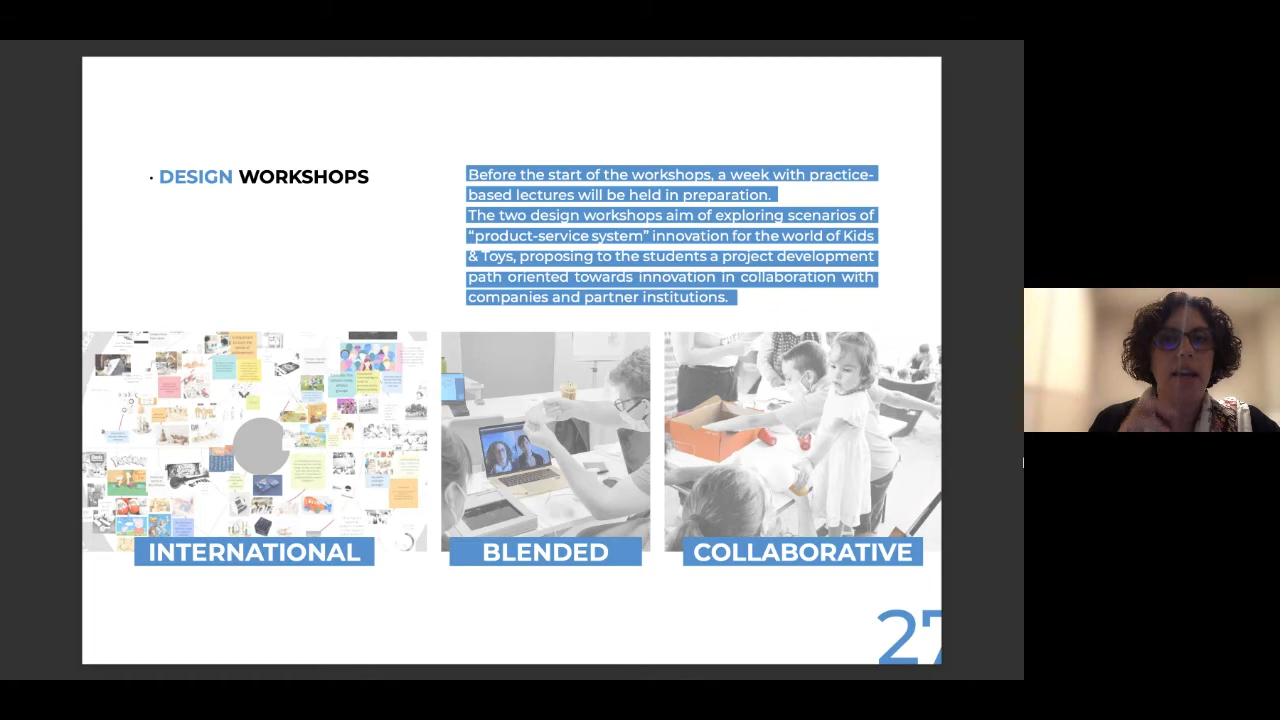 · DESIGN WORKSHOPS
Before the start of the workshops, a week with practice-
based lectures will be held in preparation.
The two design workshops aim of exploring scenarios of
“product-service system” innovation for the world of Kids
& Toys, proposing to the students a project development
path oriented towards innovation in collaboration with
companies and partner institutions.
INTERNATIONAL
BLENDED
COLLABORATIVE
27